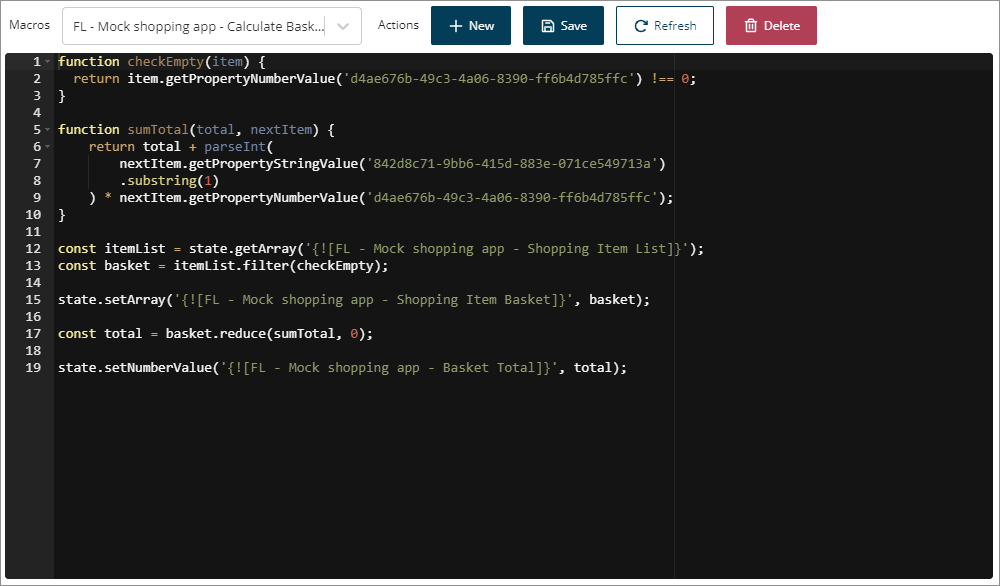 Macros FL - Mock shopping app - Calculate Bask... Actions New Save Refresh Delete
1 function checkEmpty(item) {
2   return item.getPropertyNumberValue('d4ae676b-49c3-4a06-8390-ff6b4d785ffc') !== 0;
3 }
4
5 function sumTotal(total, nextItem) {
6     return total + parseInt(
7         nextItem.getPropertyStringValue('842d8c71-9bb6-415d-883e-071ce549713a')
8         .substring(1)
9     ) * nextItem.getPropertyNumberValue('d4ae676b-49c3-4a06-8390-ff6b4d785ffc');
10 }
11
12 const itemList = state.getArray('{![FL - Mock shopping app - Shopping Item List]}');
13 const basket = itemList.filter(checkEmpty);
14
15 state.setArray('{![FL - Mock shopping app - Shopping Item Basket]}', basket);
16
17 const total = basket.reduce(sumTotal, 0);
18
19 state.setNumberValue('{![FL - Mock shopping app - Basket Total]}', total);